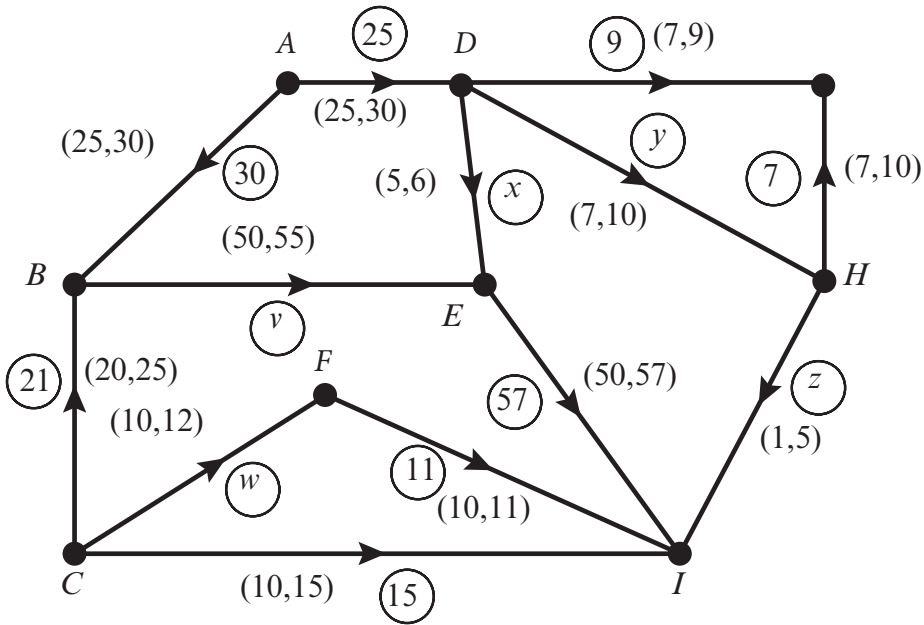 A
25
D
9
(7,9)
(25,30)
(25,30)
30
(5,6)
x
y
(7,10)
7
(7,10)
(50,55)
B
v
E
H
21
(20,25)
(10,12)
F
57
(50,57)
z
(1,5)
w
11
(10,11)
C
(10,15)
15
I